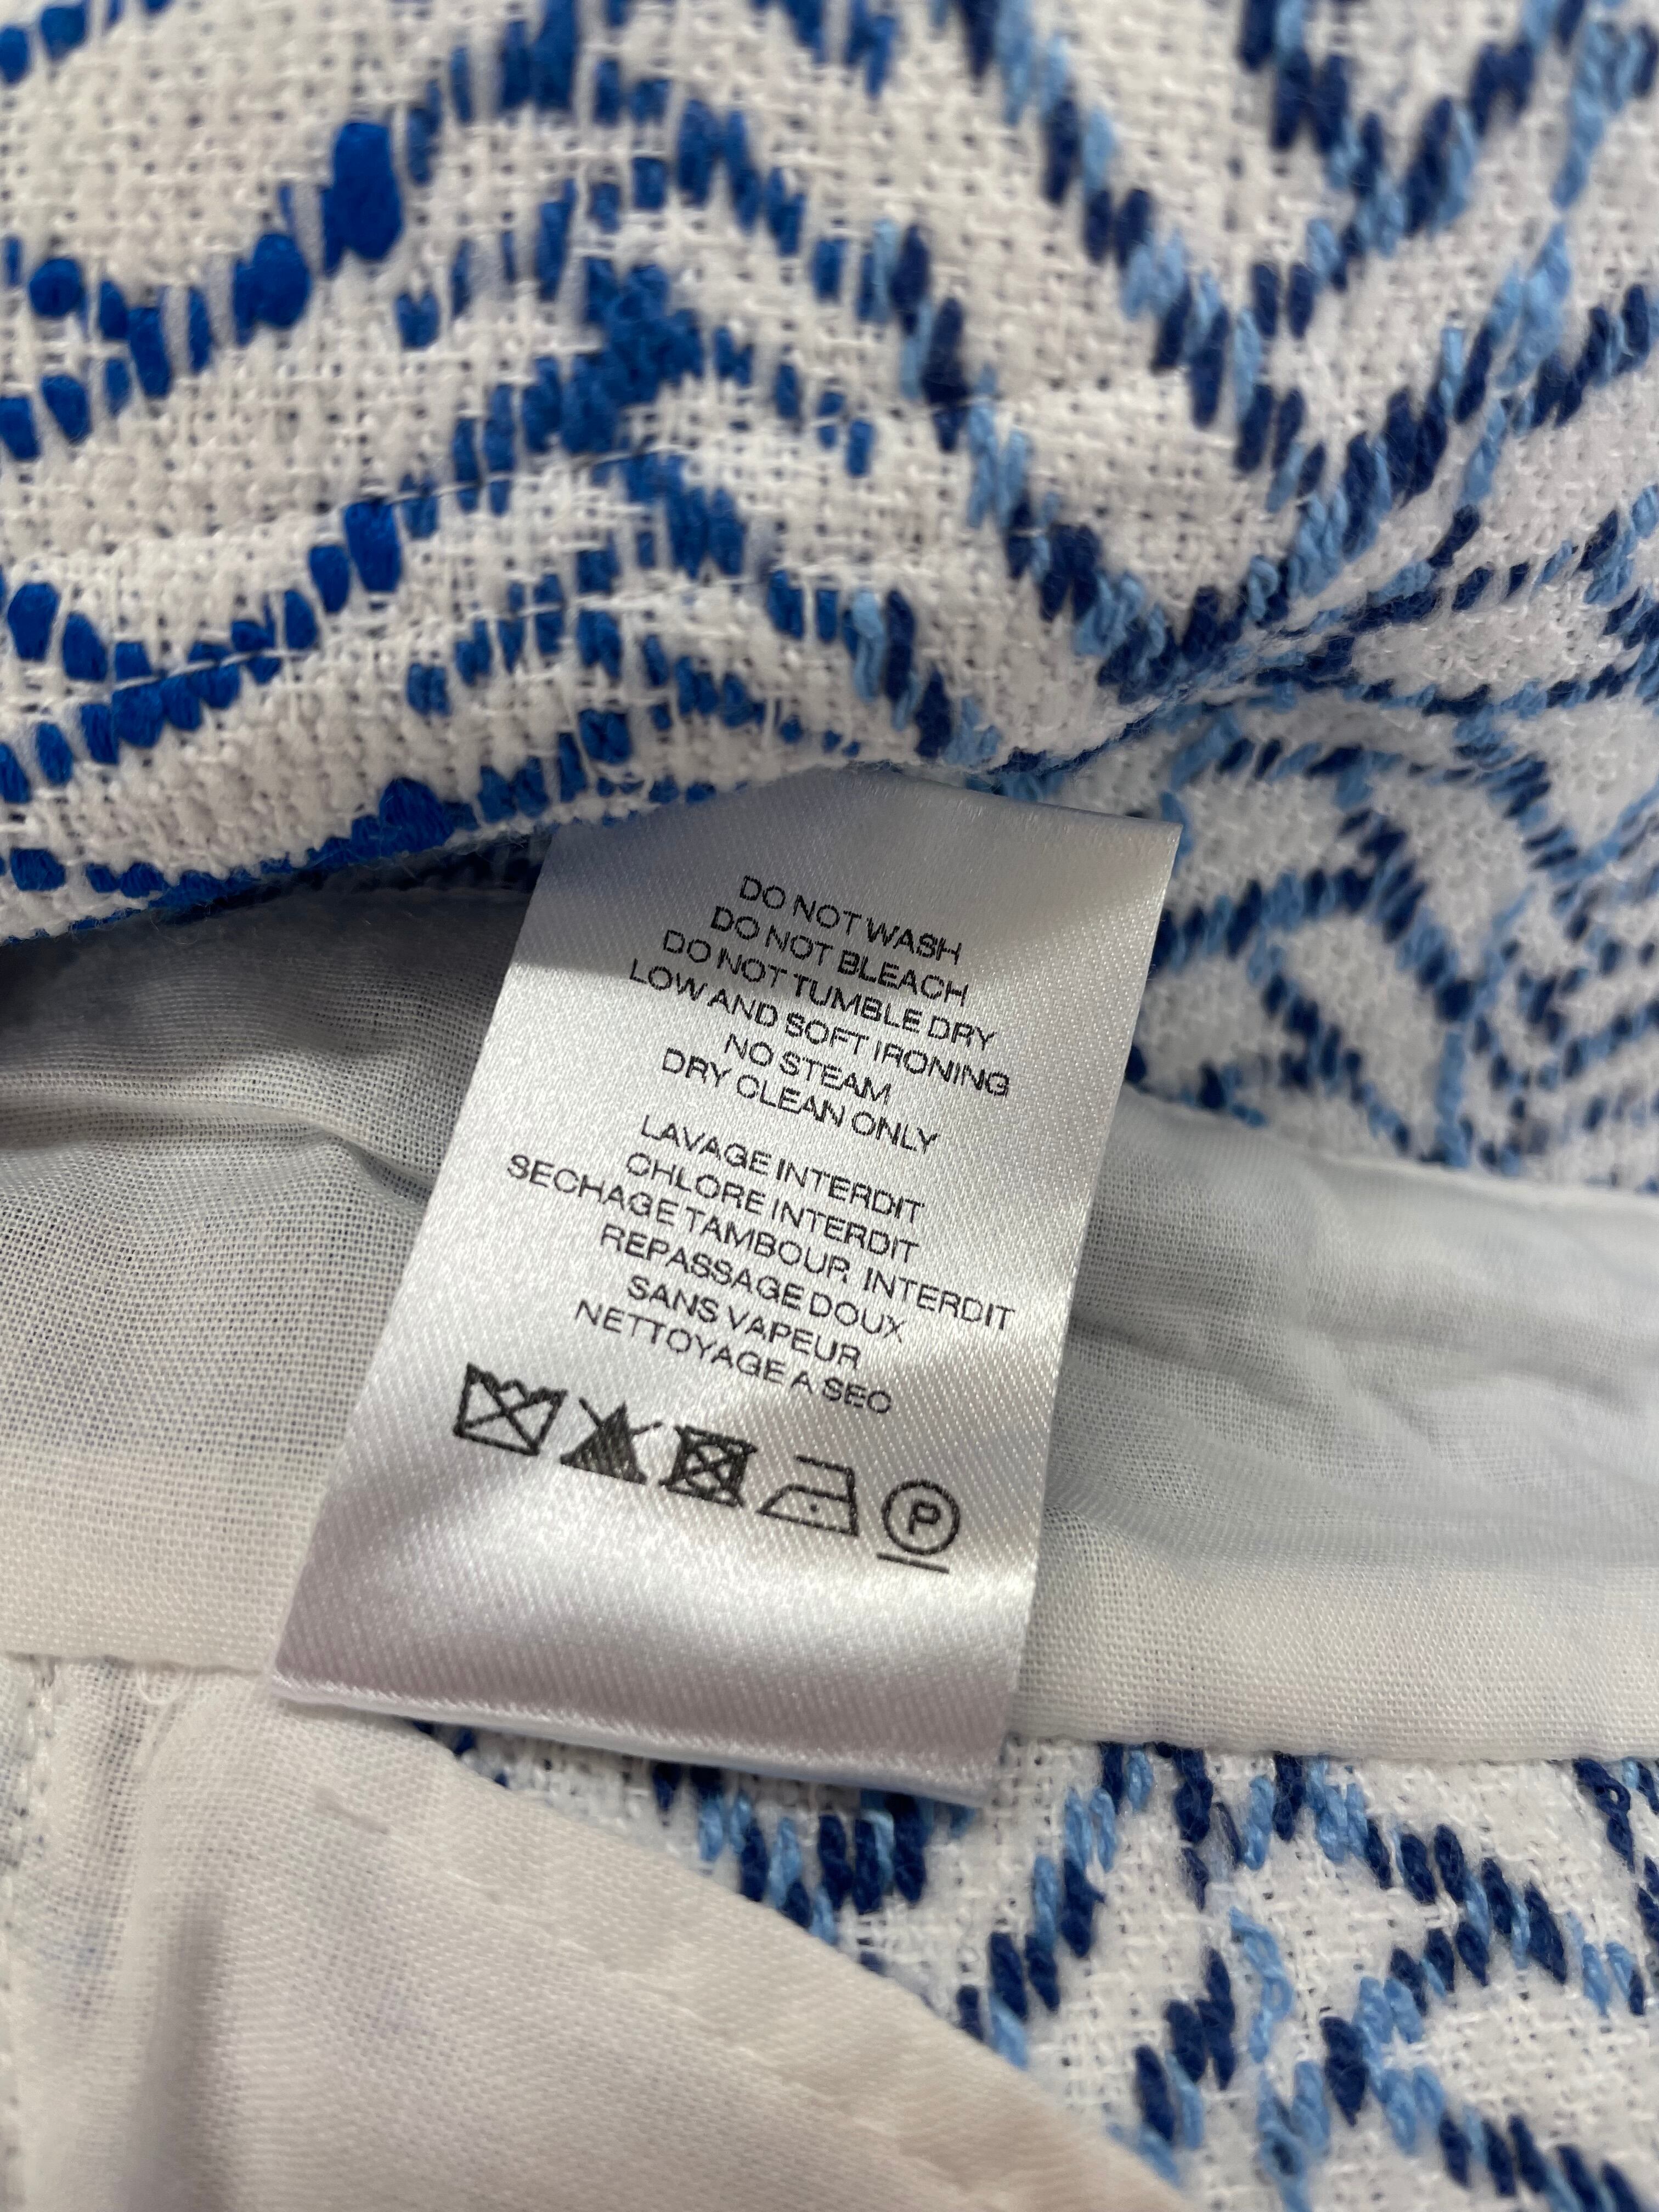 DO NOT WASH
DO NOT BLEACH
DO NOT TUMBLE DRY
LOW AND SOFT IRONING
NO STEAM
DRY CLEAN ONLY
LAVAGE INTERDIT
CHLORE INTERDIT
SECHAGE TAMBOUR. INTERDIT
REPASSAGE DOUX
SANS VAPEUR
NETTOYAGE A SEC
P